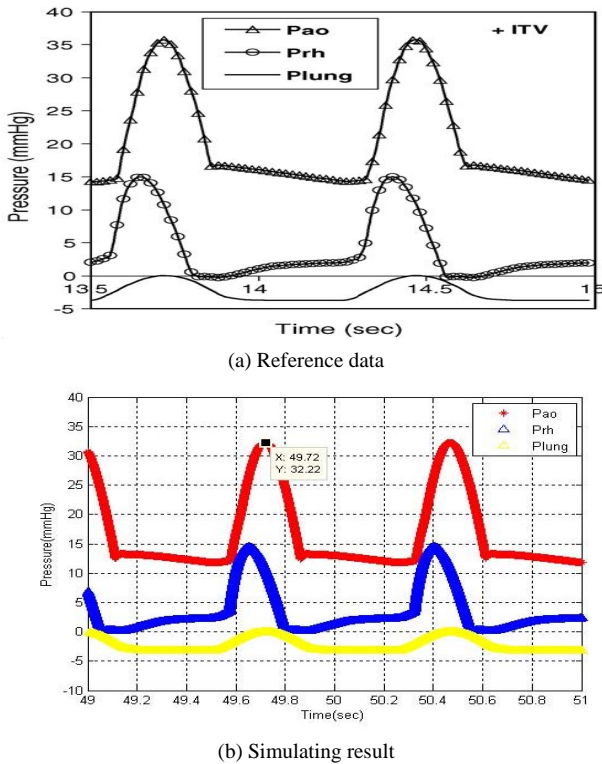 40
35
30
25
20
15
10
5
0
-5
Pressure (mmHg)
Pao
Prh
Plung
+ ITV
13.5
14
14.5
15
Time (sec)
(a) Reference data
40
35
30
25
20
15
10
5
0
-5
-10
Pressure(mmHg)
Pao
Prh
Plung
X: 49.72
Y: 32.22
49
49.2
49.4
49.6
49.8
50
50.2
50.4
50.6
50.8
51
Time(sec)
(b) Simulating result